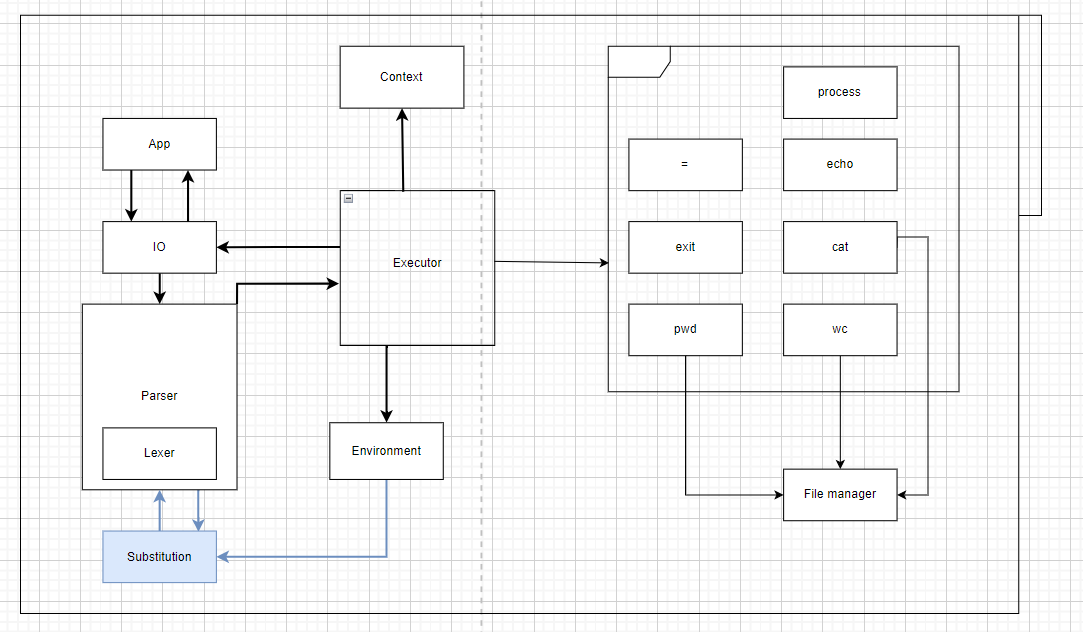 Context
process
App
=
echo
IO
Executor
exit
cat
pwd
wc
Parser
Lexer
Environment
File manager
Substitution